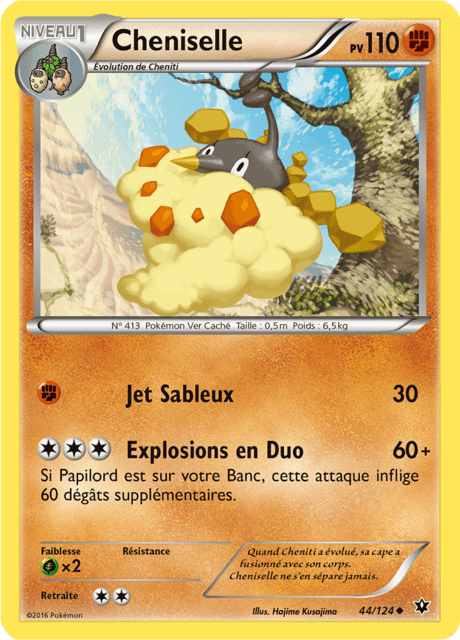 NIVEAU 1
Cheniselle
PV 110
Évolution de Cheniti
N° 413 Pokémon Ver Caché Taille : 0,5m Poids : 6,5kg
Jet Sableux 30
Explosions en Duo 60+
Si Papilord est sur votre Banc, cette attaque inflige
60 dégâts supplémentaires.
Faiblesse Résistance
×2
Retraite
Quand Cheniti a évolué, sa cape a
fusionné avec son corps.
Cheniselle ne s'en sépare jamais.
©2016 Pokémon
Illus. Hajime Kusajima
44/124